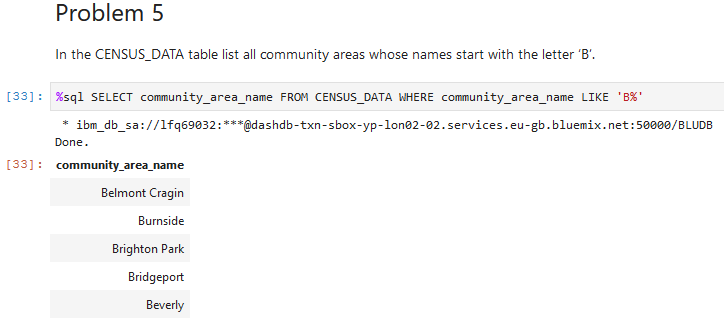 Problem 5
In the CENSUS_DATA table list all community areas whose names start with the letter ‘B’.
[33]: %sql SELECT community_area_name FROM CENSUS_DATA WHERE community_area_name LIKE 'B%'
* ibm_db_sa://lfq69032:***@dashdb-txn-sbox-yp-lon02-02.services.eu-gb.bluemix.net:50000/BLUDB
Done.
[33]: community_area_name
Belmont Cragin
Burnside
Brighton Park
Bridgeport
Beverly